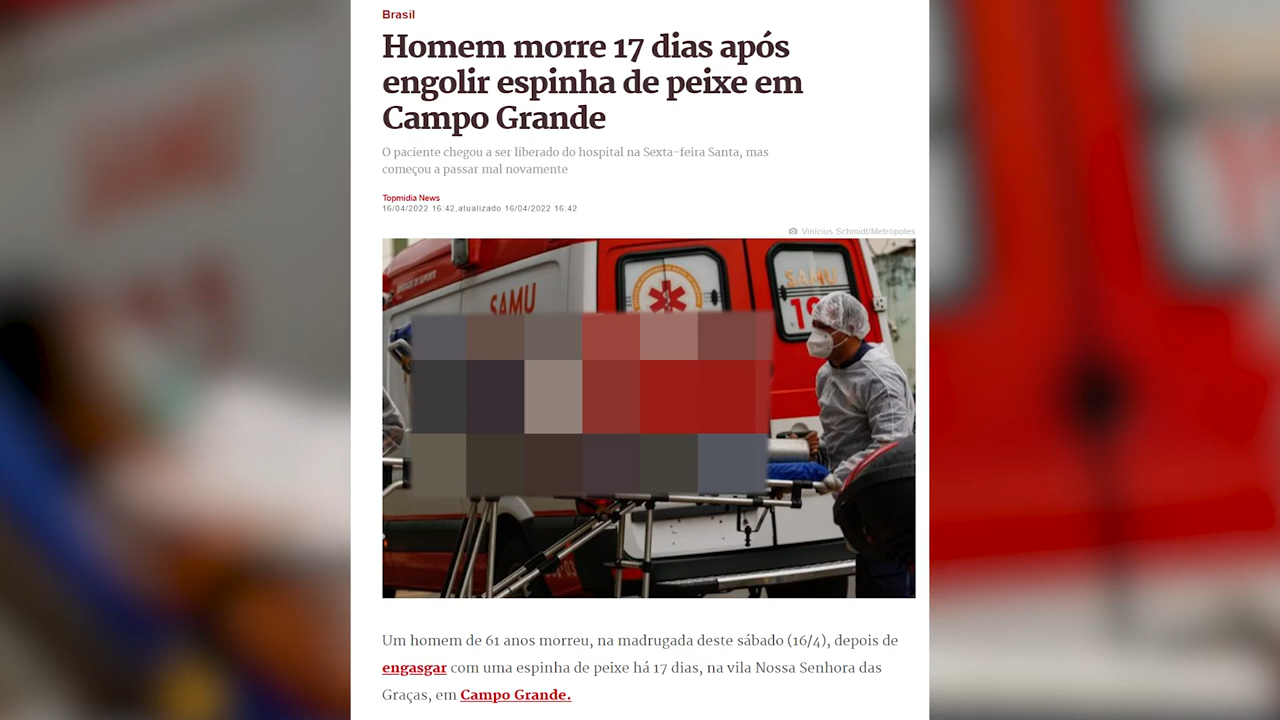 Brasil
Homem morre 17 dias após
engolir espinha de peixe em
Campo Grande
O paciente chegou a ser liberado do hospital na Sexta-feira Santa, mas
começou a passar mal novamente
Topmidia News
16/04/2022 16:42,atualizado 16/04/2022 16:42
Vinícius Schmidt/Metrópoles
SAMU
SAMU
19
Um homem de 61 anos morreu, na madrugada deste sábado (16/4), depois de
engasgar com uma espinha de peixe há 17 dias, na vila Nossa Senhora das
Graças, em Campo Grande.